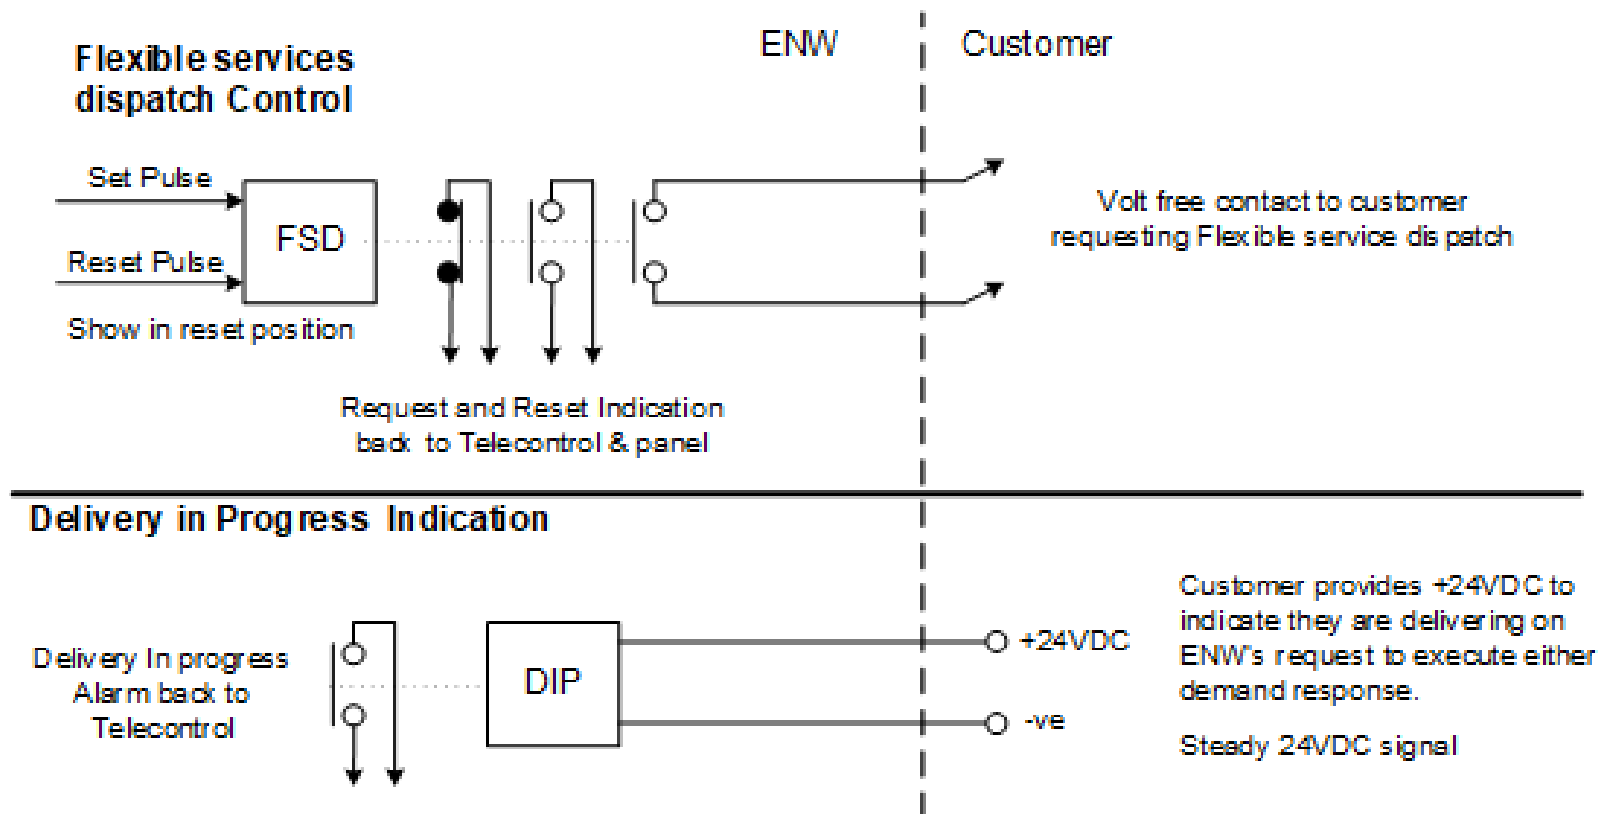 Flexible services
dispatch Control
ENW
Customer
Set Pulse
FSD
Reset Pulse
Show in reset position
Volt free contact to customer
requesting Flexible service dispatch
Request and Reset Indication
back to Telecontrol & panel
Delivery in Progress Indication
Delivery In progress
Alarm back to
Telecontrol
DIP
+24VDC
-ve
Customer provides +24VDC to
indicate they are delivering on
ENW's request to execute either
demand response.
Steady 24VDC signal